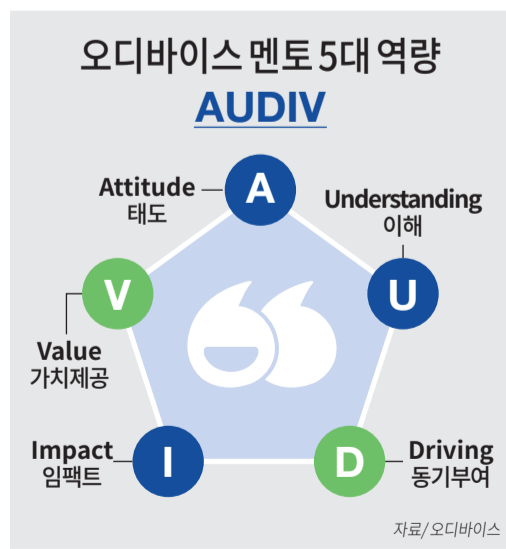 오디바이스 멘토 5대 역량
AUDIV
A
Attitude
태도
Understanding
이해
U
V
Value
가치제공
Impact
임팩트
I
D
Driving
동기부여
자료/오디바이스